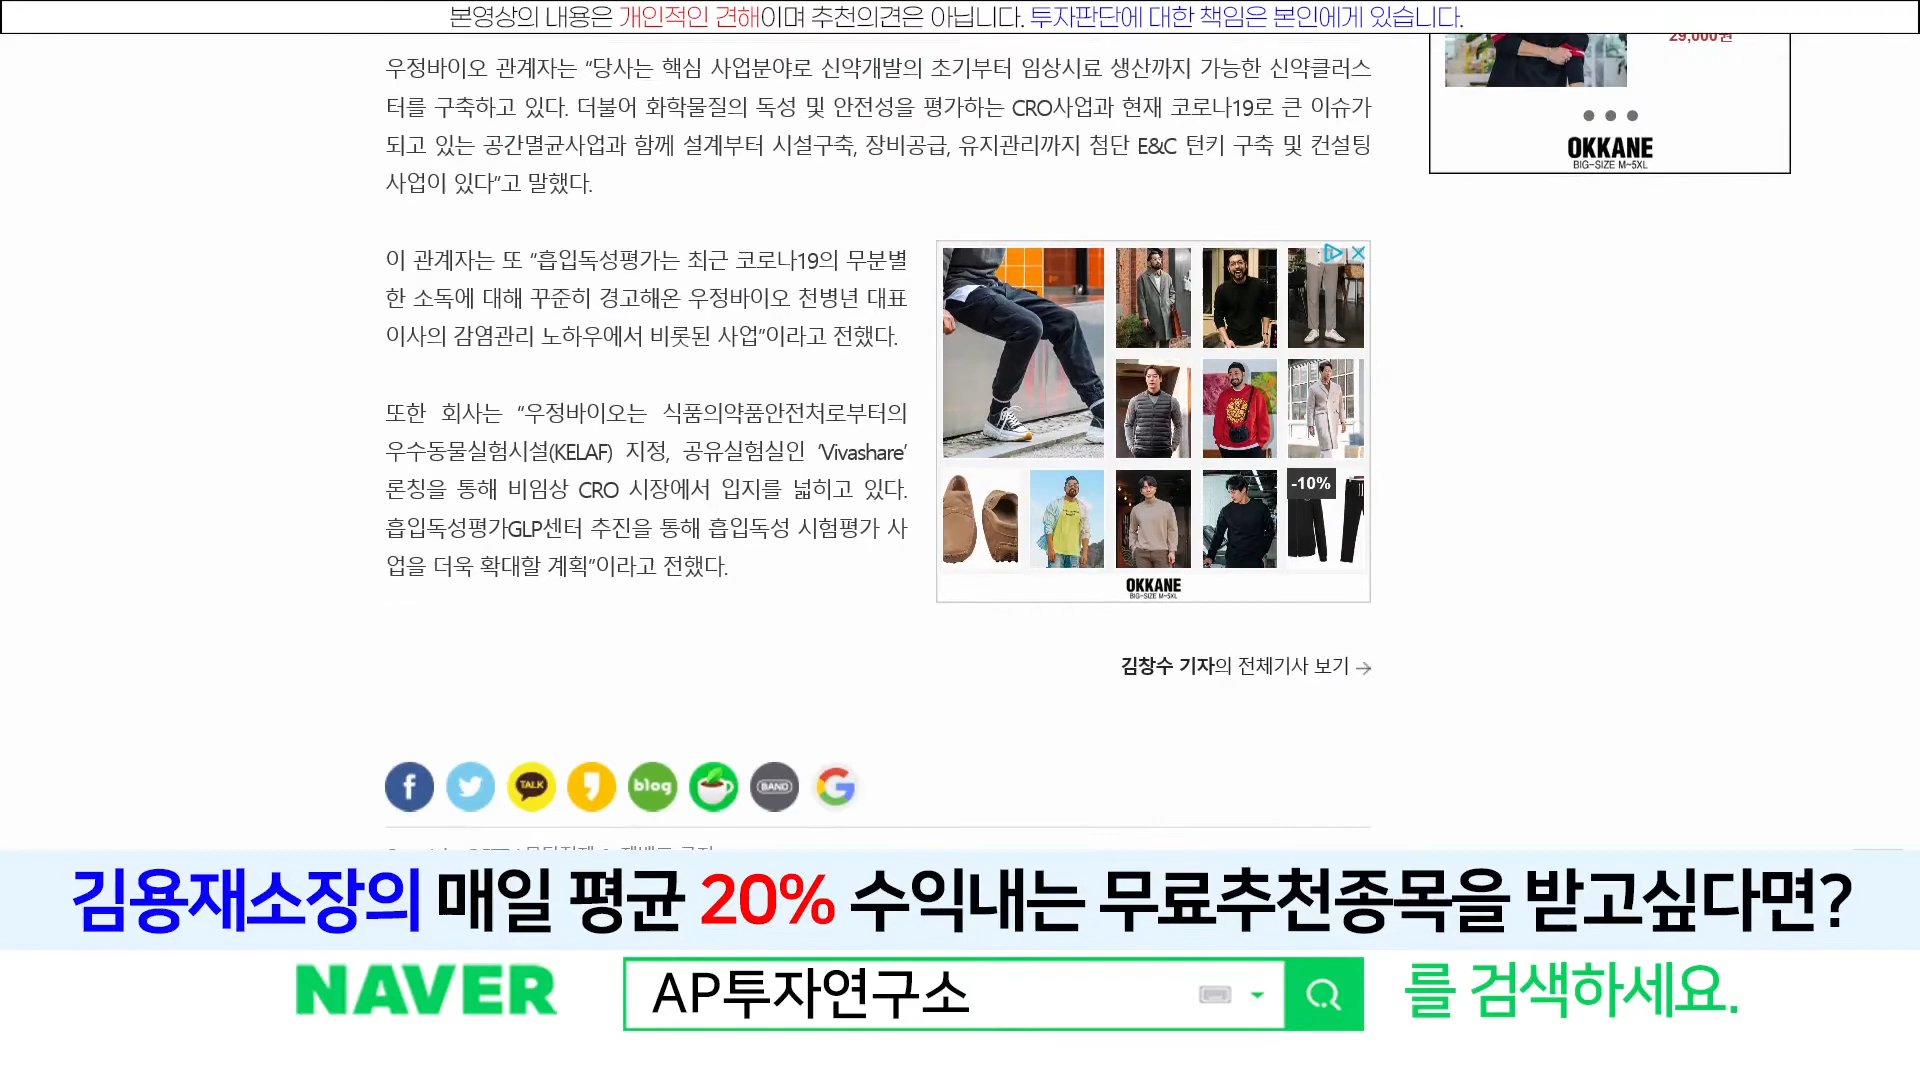 본영상의 내용은 개인적인 견해이며 추천의견은 아닙니다. 투자판단에 대한 책임은 본인에게 있습니다.
29,000원
우정바이오 관계자는 “당사는 핵심 사업분야로 신약개발의 초기부터 임상시료 생산까지 가능한 신약클러스
터를 구축하고 있다. 더불어 화학물질의 독성 및 안전성을 평가하는 CRO사업과 현재 코로나19로 큰 이슈가
되고 있는 공간멸균사업과 함께 설계부터 시설구축, 장비공급, 유지관리까지 첨단 E&C 턴키 구축 및 컨설팅
사업이 있다”고 말했다.
OKKANE
BIG-SIZE M-5XL
이 관계자는 또 “흡입독성평가는 최근 코로나19의 무분별
한 소독에 대해 꾸준히 경고해온 우정바이오 천병년 대표
이사의 감염관리 노하우에서 비롯된 사업”이라고 전했다.
또한 회사는 “우정바이오는 식품의약품안전처로부터의
우수동물실험시설(KELAF) 지정, 공유실험실인 ‘Vivashare’
론칭을 통해 비임상 CRO 시장에서 입지를 넓히고 있다.
흡입독성평가GLP센터 추진을 통해 흡입독성 시험평가 사
업을 더욱 확대할 계획”이라고 전했다.
-10%
OKKANE
BIG-SIZE M-5XL
김창수 기자의 전체기사 보기
TALK
blog
BAND
김용재소장의 매일 평균 20% 수익내는 무료추천종목을 받고싶다면?
NAVER AP투자연구소 를 검색하세요.